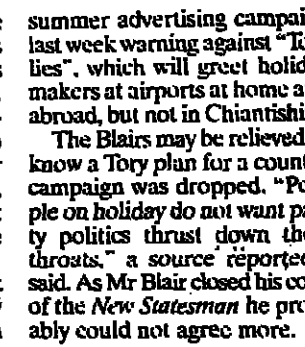 summer advertising campai
last week warning against "To
lies", which will greet holid
makers at airports at home a
abroad, but not in Chiantishi
The Blairs may be relieved
know a Tory plan for a count
campaign was dropped. "Po
ple on holiday do not want pa
ty politics thrust down the
throats," a source reported
said. As Mr Blair closed his co
of the New Statesman he pro
ably could not agree more.